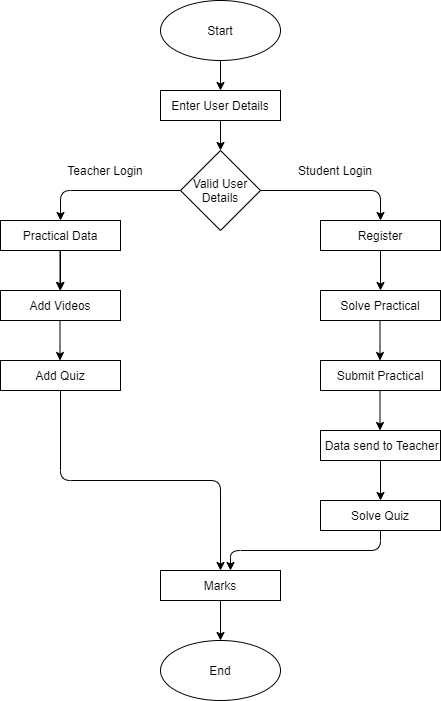 Start
Enter User Details
Teacher Login
Student Login
Valid User
Details
Practical Data
Register
Add Videos
Solve Practical
Add Quiz
Submit Practical
Data send to Teacher
Solve Quiz
Marks
End